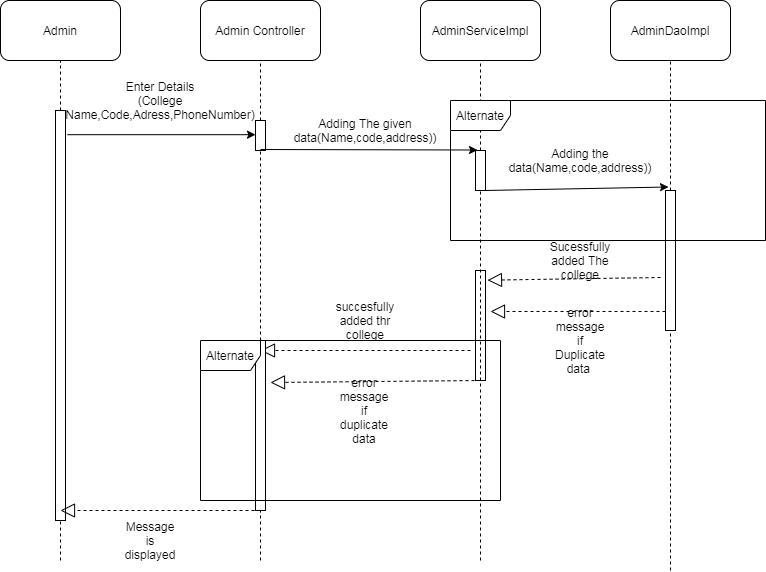 Admin
Admin Controller
AdminServiceImpl
AdminDaoImpl
Enter Details
(College
Name,Code,Adress,PhoneNumber)
Adding The given
data(Name,code,address))
Alternate
Adding the
data(Name,code,address))
Sucessfully
added The
college
error
message
if
Duplicate
data
succesfully
added thr
college
Alternate
error
message
if
duplicate
data
Message
is
displayed